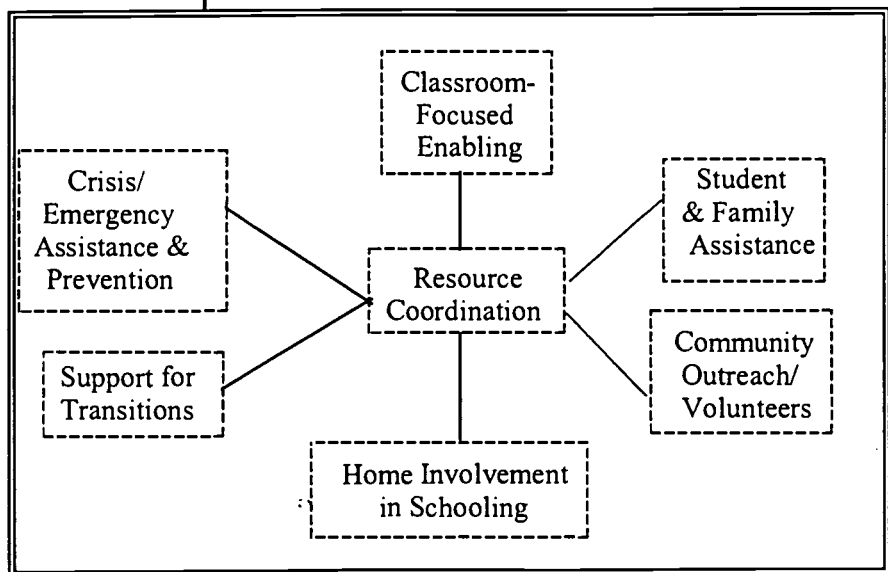 Classroom-
Focused
Enabling
Crisis/
Emergency
Assistance &
Prevention
Student
& Family
Assistance
Resource
Coordination
Support for
Transitions
Community
Outreach/
Volunteers
Home Involvement
in Schooling